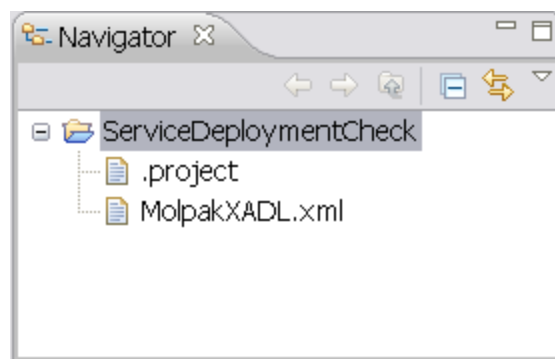 Navigator
ServiceDeploymentCheck
.project
MolpakXADL.xml